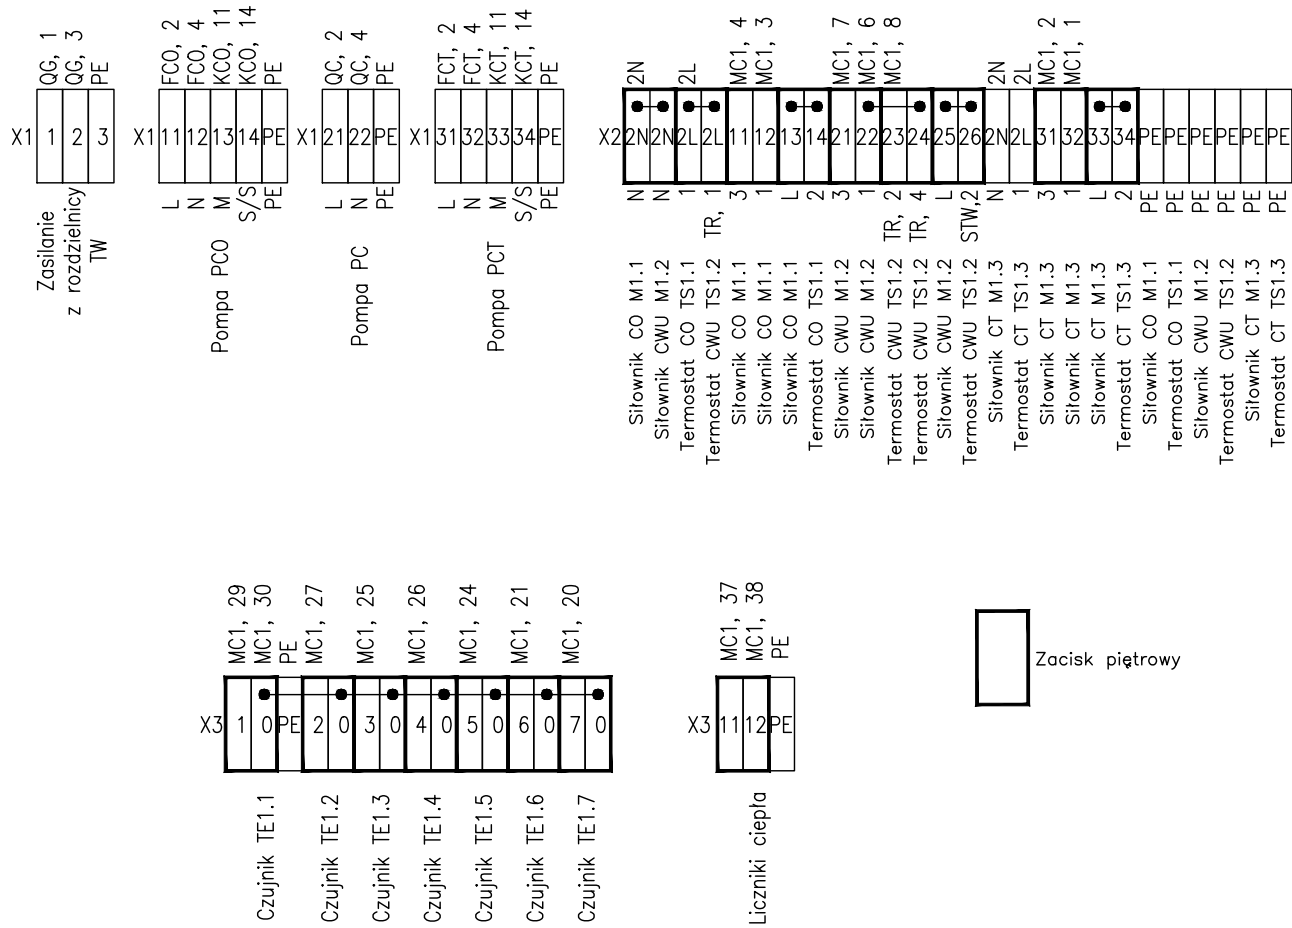 QG, 1
QG, 3
PE
X1 1 2 3
Zasilanie
z rozdzielnicy
TW
FCO, 2
FCO, 4
KCO, 11
KCO, 14
PE
X1 11 12 13 14 PE
L
N
M
S/S
PE
Pompa PCO
QC, 2
QC, 4
PE
X1 21 22 PE
L
N
PE
Pompa PC
FCT, 2
FCT, 4
KCT, 11
KCT, 14
PE
X1 31 32 33 34 PE
L
N
M
S/S
PE
Pompa PCT
2N
2L
MC1, 4
MC1, 3
MC1, 7
MC1, 6
MC1, 8
2N
2L
MC1, 2
MC1, 1
X2 2N 2N 2L 2L 11 12 13 14 21 22 23 24 25 26 2N 2L 31 32 33 34 PE PE PE PE PE PE
N
N
1
TR, 1
3
1
L
2
3
1
TR, 2
TR, 4
L
STW,2
N
1
3
1
L
2
PE
PE
PE
PE
PE
PE
Siłownik CO M1.1
Siłownik CWU M1.2
Termostat CO TS1.1
Termostat CWU TS1.2
Siłownik CO M1.1
Siłownik CO M1.1
Siłownik CO M1.1
Termostat CO TS1.1
Siłownik CWU M1.2
Siłownik CWU M1.2
Termostat CWU TS1.2
Termostat CWU TS1.2
Siłownik CWU M1.2
Termostat CWU TS1.2
Siłownik CT M1.3
Termostat CT TS1.3
Siłownik CT M1.3
Siłownik CT M1.3
Siłownik CT M1.3
Termostat CT TS1.3
Siłownik CO M1.1
Termostat CO TS1.1
Siłownik CWU M1.2
Termostat CWU TS1.2
Siłownik CT M1.3
Termostat CT TS1.3
MC1, 29
MC1, 30
PE
MC1, 27
MC1, 25
MC1, 26
MC1, 24
MC1, 21
MC1, 20
X3 1 0 PE 2 0 3 0 4 0 5 0 6 0 7 0
Czujnik TE1.1
Czujnik TE1.2
Czujnik TE1.3
Czujnik TE1.4
Czujnik TE1.5
Czujnik TE1.6
Czujnik TE1.7
MC1, 37
MC1, 38
PE
X3 11 12 PE
Liczniki ciepła
Zacisk piętrowy